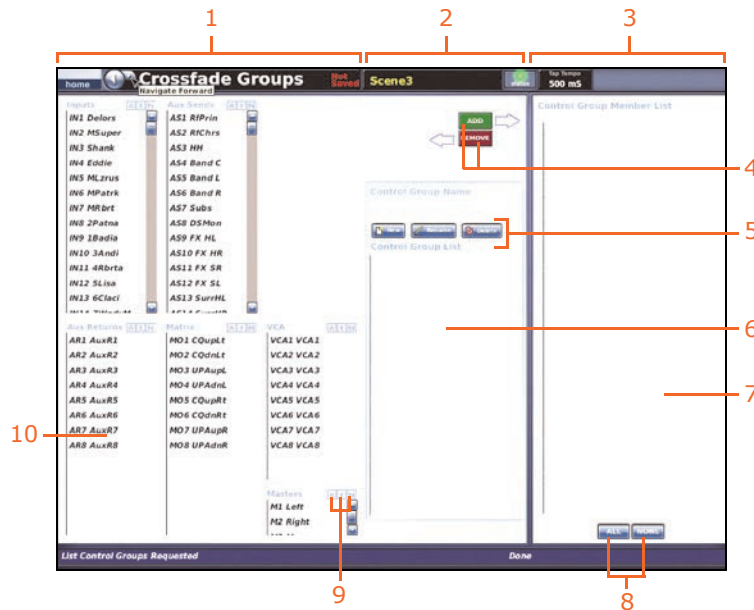 1
2
3
home
Crossfade Groups
Not Saved
Scene3
status
Tap Tempo
500 mS
Navigate Forward
Inputs
IN1 Delors
IN2 MSuper
IN3 Shank
IN4 Eddie
IN5 MLzrus
IN6 MPatrk
IN7 MRbrt
IN8 2Patna
IN9 1Badia
IN10 3Andi
IN11 4Rbrta
IN12 5Lisa
IN13 6Claci
Aux Sends
AS1 RfPrin
AS2 RfChrs
AS3 HH
AS4 Band C
AS5 Band L
AS6 Band R
AS7 Subs
AS8 DSMon
AS9 FX HL
AS10 FX HR
AS11 FX SR
AS12 FX SL
AS13 SurrHL
ADD
REMOVE
4
Control Group Name
New
Rename
Delete
5
Control Group List
6
Control Group Member List
7
Aux Returns
AR1 AuxR1
AR2 AuxR2
AR3 AuxR3
AR4 AuxR4
AR5 AuxR5
AR6 AuxR6
AR7 AuxR7
AR8 AuxR8
10
Matrix
MO1 CQupLt
MO2 CQdnLt
MO3 UPAupL
MO4 UPAdnL
MO5 CQupRt
MO6 CQdnRt
MO7 UPAupR
MO8 UPAdnR
VCA
VCA1 VCA1
VCA2 VCA2
VCA3 VCA3
VCA4 VCA4
VCA5 VCA5
VCA6 VCA6
VCA7 VCA7
VCA8 VCA8
Masters
M1 Left
M2 Right
ALL
NONE
List Control Groups Requested
Done
9
8